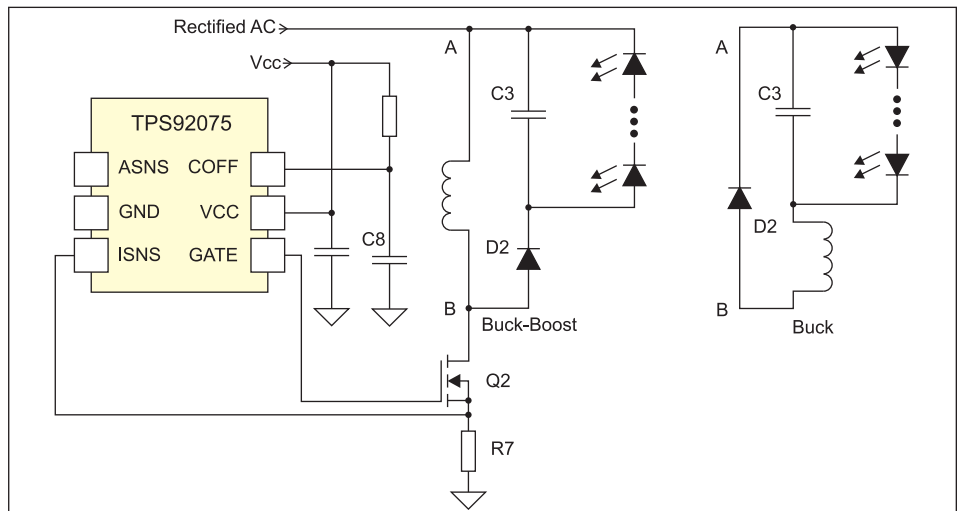 Rectified AC
A
Vcc
C3
TPS92075
ASNS COFF
GND VCC
ISNS GATE
C8
D2
B
Buck-Boost
Q2
R7
A
C3
D2
B
Buck